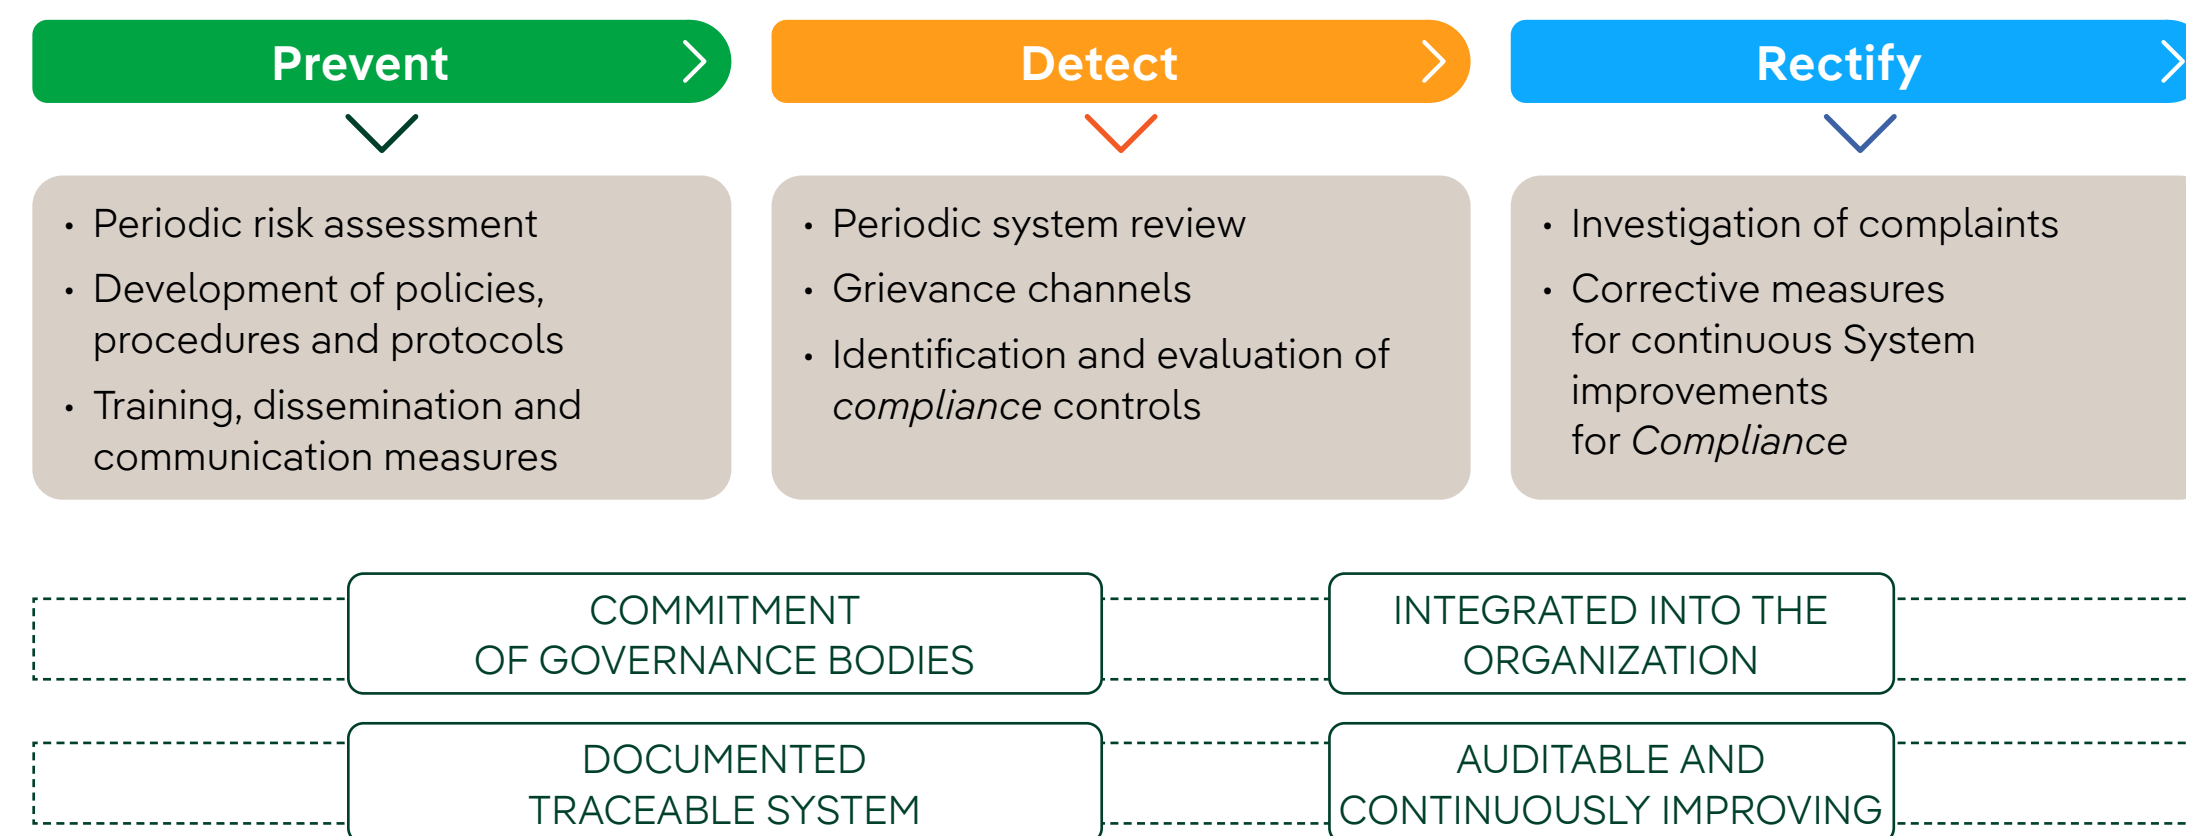 Prevent
• Periodic risk assessment
• Development of policies,
procedures and protocols
• Training, dissemination and
communication measures
Detect
• Periodic system review
• Grievance channels
• Identification and evaluation of
compliance controls
Rectify
• Investigation of complaints
• Corrective measures
for continuous System
improvements
for Compliance
COMMITMENT
OF GOVERNANCE BODIES
INTEGRATED INTO THE
ORGANIZATION
DOCUMENTED
TRACEABLE SYSTEM
AUDITABLE AND
CONTINUOUSLY IMPROVING